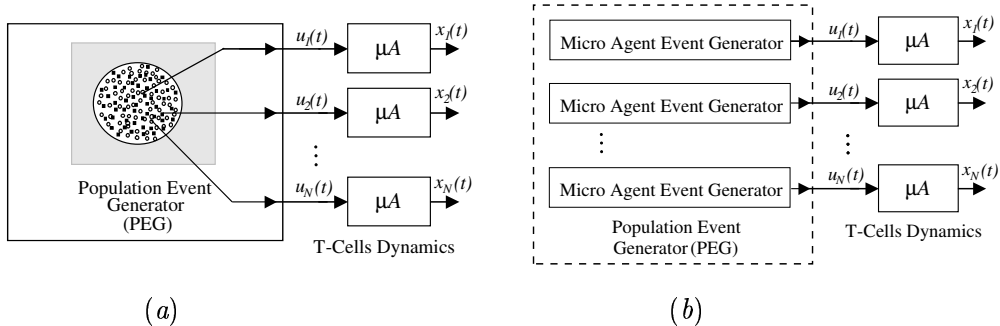 u1(t)
μA
x1(t)
u2(t)
μA
x2(t)
uN(t)
μA
xN(t)
Population Event
Generator
(PEG)
T-Cells Dynamics
(a)
Micro Agent Event Generator
u1(t)
μA
x1(t)
Micro Agent Event Generator
u2(t)
μA
x2(t)
Micro Agent Event Generator
uN(t)
μA
xN(t)
Population Event
Generator (PEG)
T-Cells Dynamics
(b)